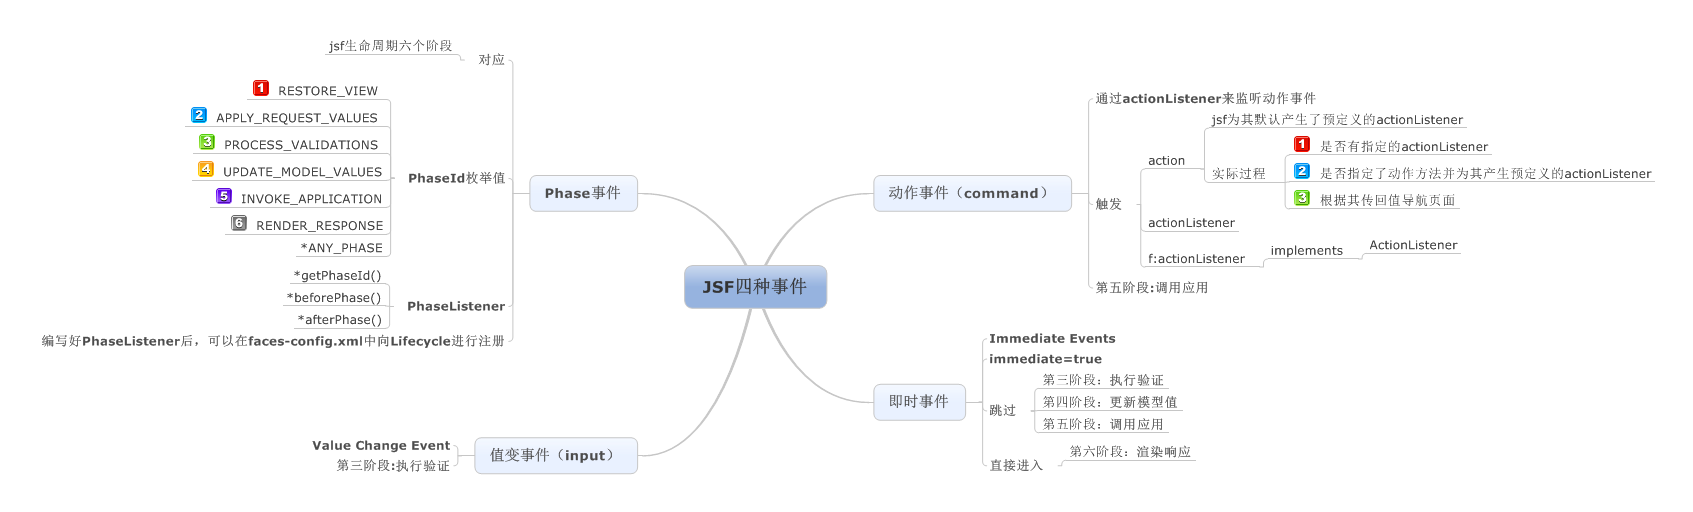 JSF四种事件
动作事件（command）
通过actionListener来监听动作事件
触发
action
jsf为其默认产生了预定义的actionListener
实际过程
1 是否有指定的actionListener
2 是否指定了动作方法并为其产生预定义的actionListener
3 根据其传回值导航页面
actionListener
f:actionListener
implements
ActionListener
第五阶段:调用应用
即时事件
Immediate Events
immediate=true
跳过
第三阶段：执行验证
第四阶段：更新模型值
第五阶段：调用应用
直接进入
第六阶段：渲染响应
Phase事件
对应
jsf生命周期六个阶段
PhaseId枚举值
1 RESTORE_VIEW
2 APPLY_REQUEST_VALUES
3 PROCESS_VALIDATIONS
4 UPDATE_MODEL_VALUES
5 INVOKE_APPLICATION
6 RENDER_RESPONSE
*ANY_PHASE
PhaseListener
*getPhaseId()
*beforePhase()
*afterPhase()
编写好PhaseListener后，可以在faces-config.xml中向Lifecycle进行注册
值变事件（input）
Value Change Event
第三阶段:执行验证